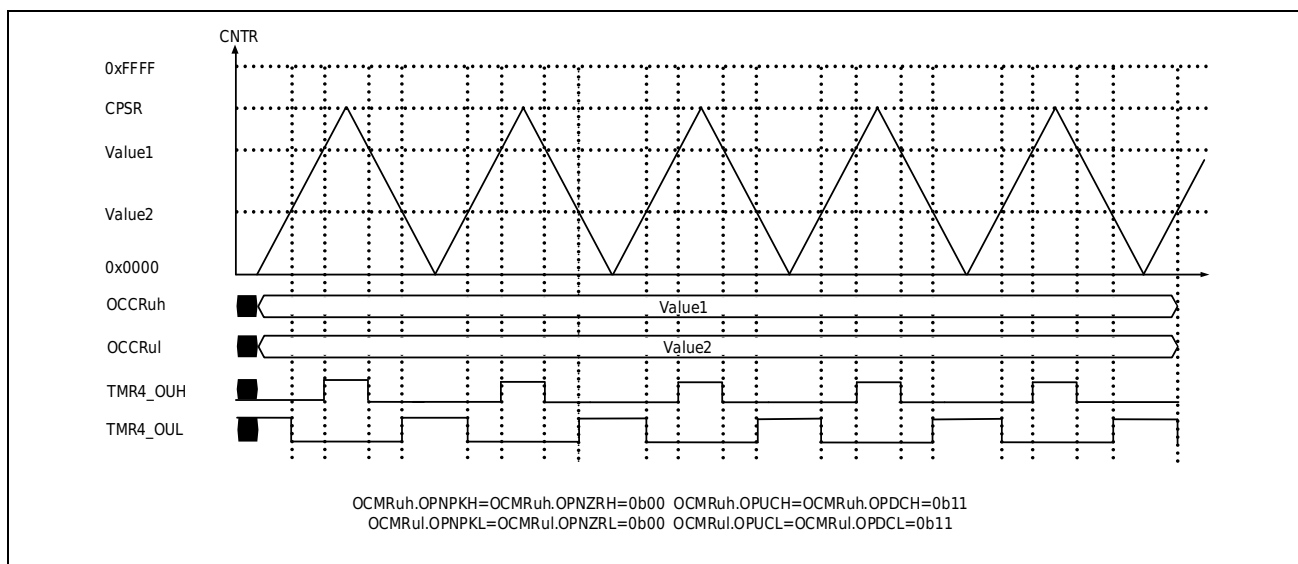 CNTR
0xFFFF
CPSR
Value1
Value2
0x0000
OCCRuh
Value1
OCCRul
Value2
TMR4_OUH
TMR4_OUL
OCMRuh.OPNPKH=OCMRuh.OPNZRH=0b00 OCMRuh.OPUCH=OCMRuh.OPDCH=0b11
OCMRul.OPNPKL=OCMRul.OPNZRL=0b00 OCMRul.OPUCL=OCMRul.OPDCL=0b11